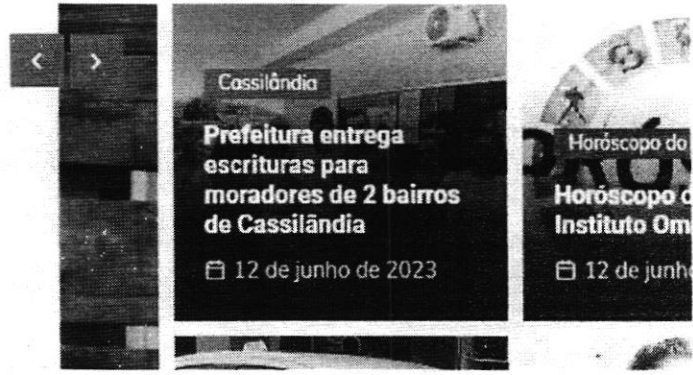 Cassilândia
Prefeitura entrega
escrituras para
moradores de 2 bairros
de Cassilândia
12 de junho de 2023
Horóscopo do
Horóscopo d
Instituto Om
12 de junh